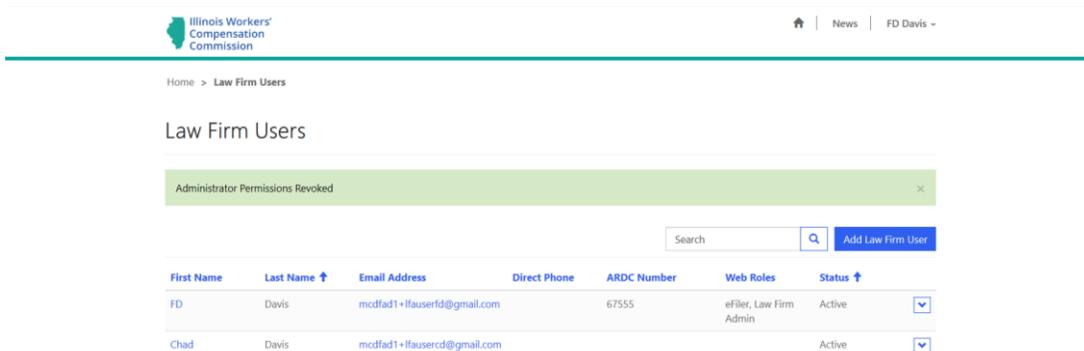 Illinois Workers'
Compensation
Commission
News
FD Davis
Home > Law Firm Users
Law Firm Users
Administrator Permissions Revoked ×
Search Add Law Firm User
First Name Last Name Email Address Direct Phone ARDC Number Web Roles Status
FD Davis mcdfad1+lfauserfd@gmail.com 67555 eFiler, Law Firm Active
Admin
Chad Davis mcdfad1+lfausercd@gmail.com Active